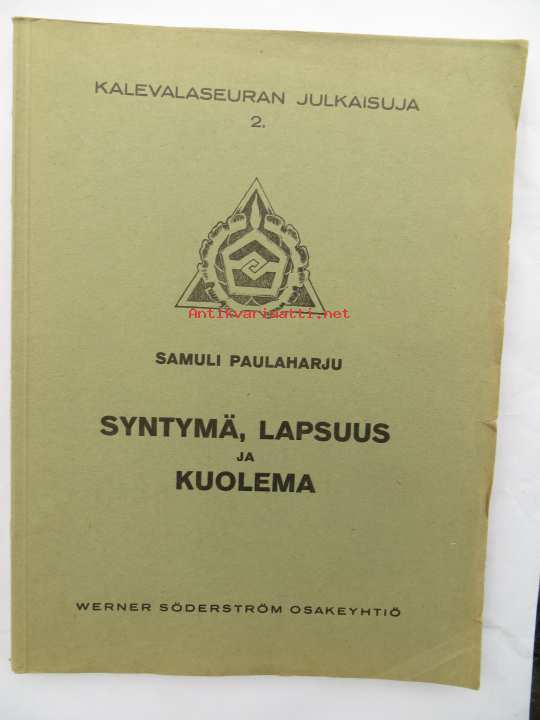 KALEVALASEURAN JULKAISUJA
2.
Antikvariaatti.net
SAMULI PAULAHARJU
SYNTYMÄ, LAPSUUS
JA
KUOLEMA
WERNER SÖDERSTRÖM OSAKEYHTIÖ